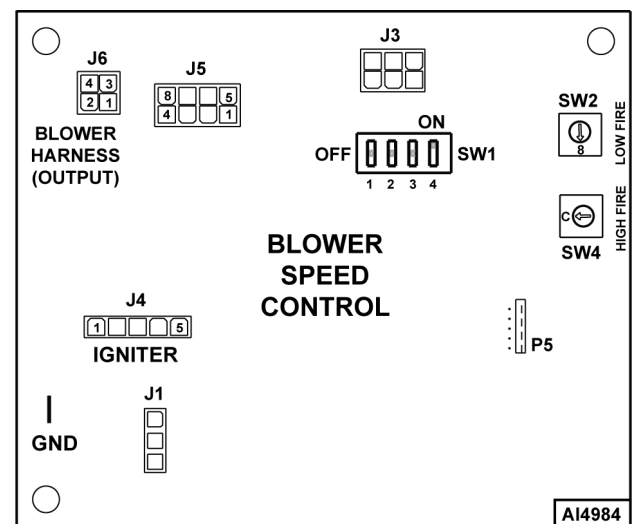 J6
4 3
2 1
BLOWER
HARNESS
(OUTPUT)
J5
8 5
4 1
J3
ON
OFF
SW1
1 2 3 4
SW2
8
LOW FIRE
C
SW4
HIGH FIRE
BLOWER
SPEED
CONTROL
J4
1 5
IGNITER
P5
J1
GND
AI4984